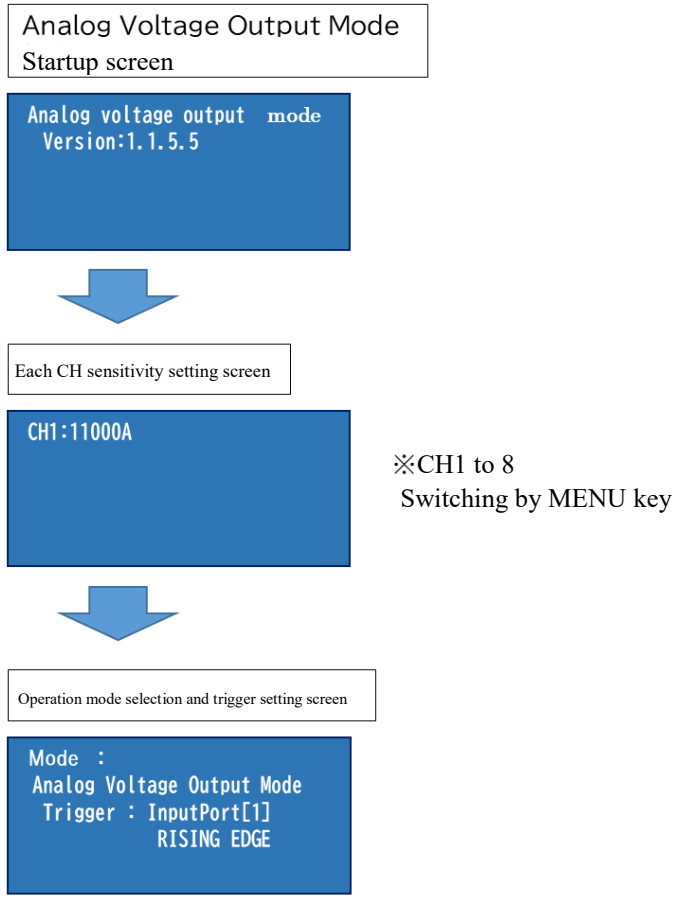 Analog Voltage Output Mode
Startup screen
Analog voltage output mode
Version:1.1.5.5
Each CH sensitivity setting screen
CH1:11000A
※CH1 to 8
Switching by MENU key
Operation mode selection and trigger setting screen
Mode :
Analog Voltage Output Mode
Trigger : InputPort[1]
RISING EDGE